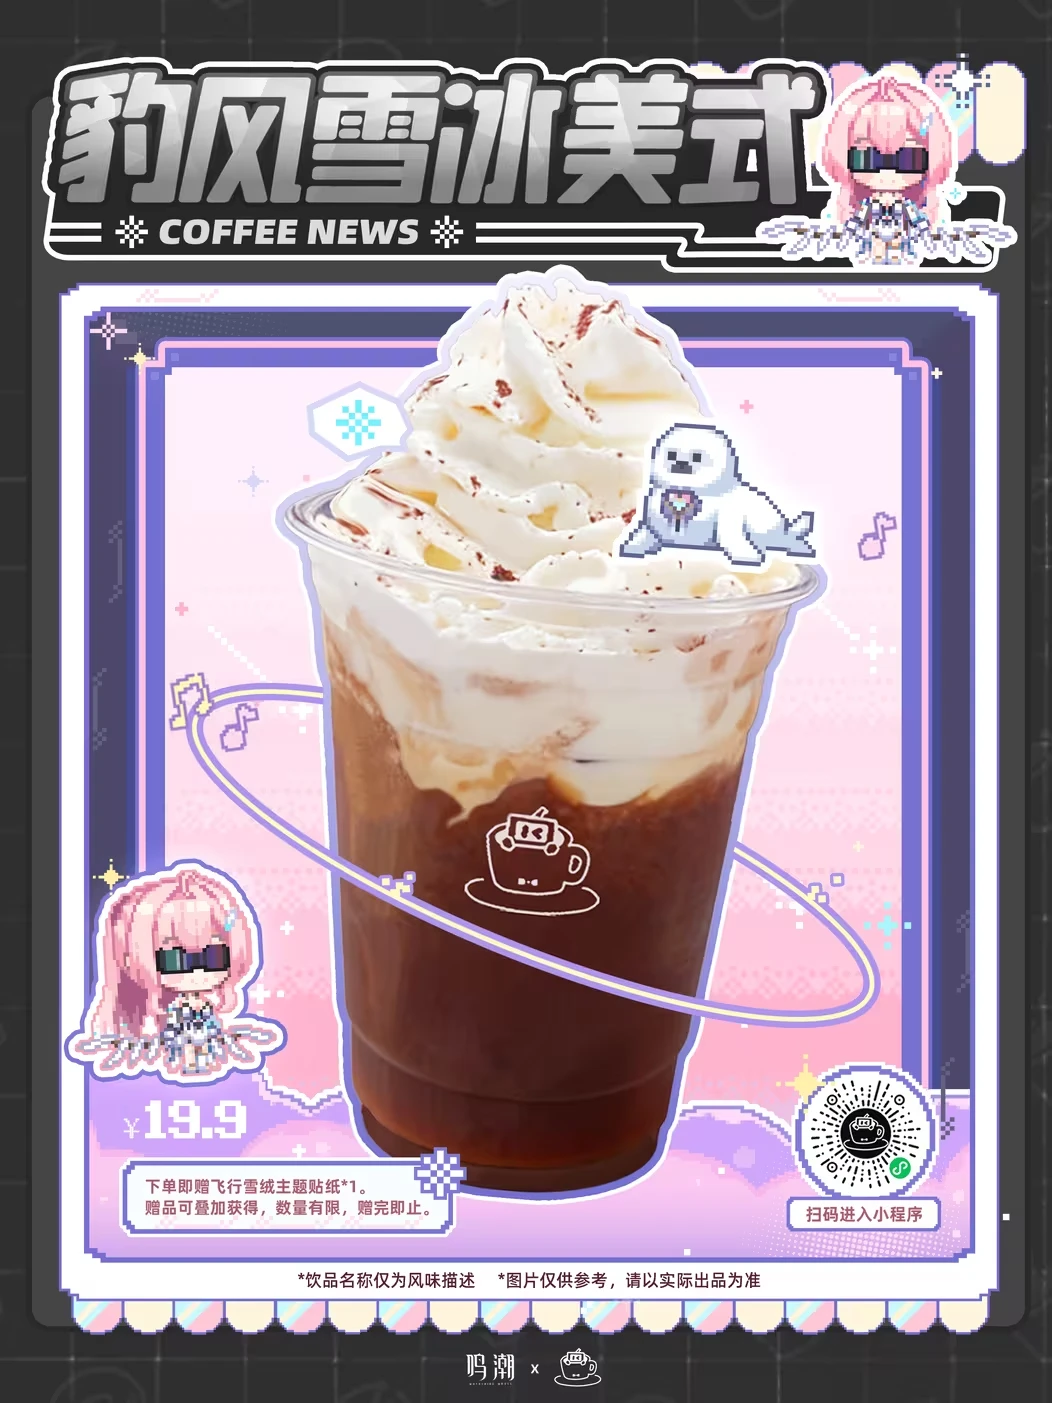 豹风雪冰美式
COFFEE NEWS
¥19.9
下单即赠飞行雪绒主题贴纸*1。
赠品可叠加获得，数量有限，赠完即止。
扫码进入小程序
*饮品名称仅为风味描述 *图片仅供参考，请以实际出品为准
鸣潮 x